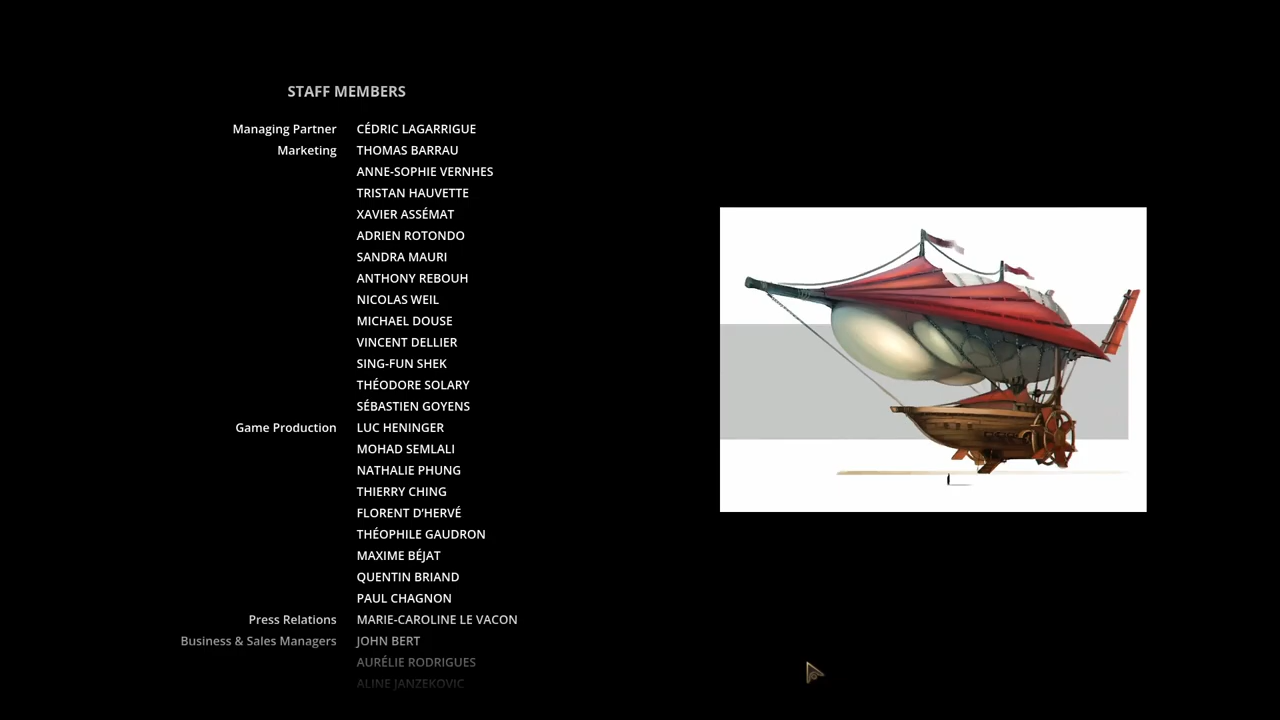 STAFF MEMBERS
Managing Partner CÉDRIC LAGARRIGUE
Marketing THOMAS BARRAU
ANNE-SOPHIE VERNHES
TRISTAN HAUVETTE
XAVIER ASSÉMAT
ADRIEN ROTONDO
SANDRA MAURI
ANTHONY REBOUH
NICOLAS WEIL
MICHAEL DOUSE
VINCENT DELLIER
SING-FUN SHEK
THÉODORE SOLARY
SÉBASTIEN GOYENS
Game Production LUC HENINGER
MOHAD SEMLALI
NATHALIE PHUNG
THIERRY CHING
FLORENT D’HERVÉ
THÉOPHILE GAUDRON
MAXIME BÉJAT
QUENTIN BRIAND
PAUL CHAGNON
Press Relations MARIE-CAROLINE LE VACON
Business & Sales Managers JOHN BERT
AURÉLIE RODRIGUES
ALINE JANZEKOVIC